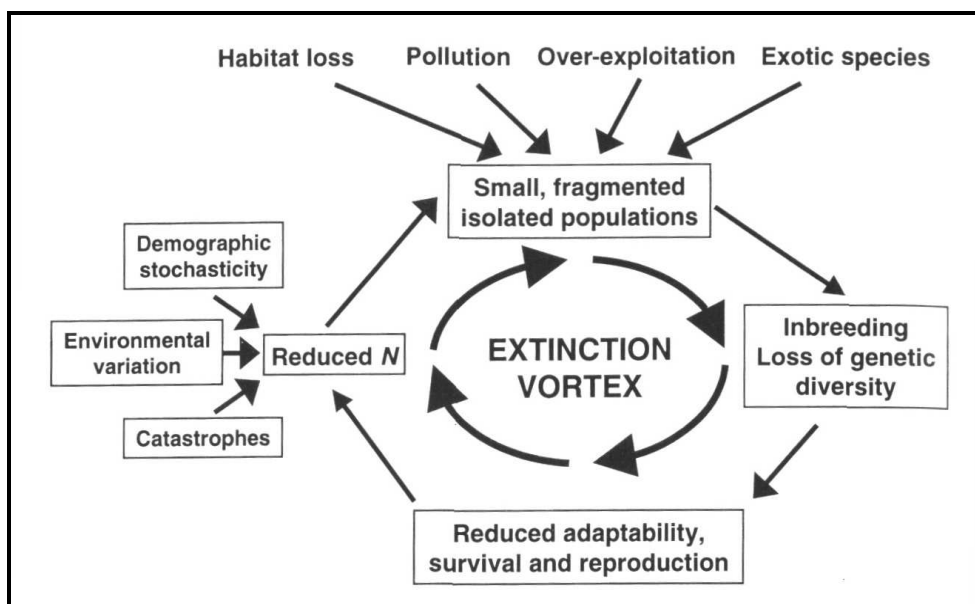 Habitat loss
Pollution
Over-exploitation
Exotic species
Small, fragmented
isolated populations
Demographic
stochasticity
Environmental
variation
Reduced N
Catastrophes
EXTINCTION
VORTEX
Inbreeding
Loss of genetic
diversity
Reduced adaptability,
survival and reproduction